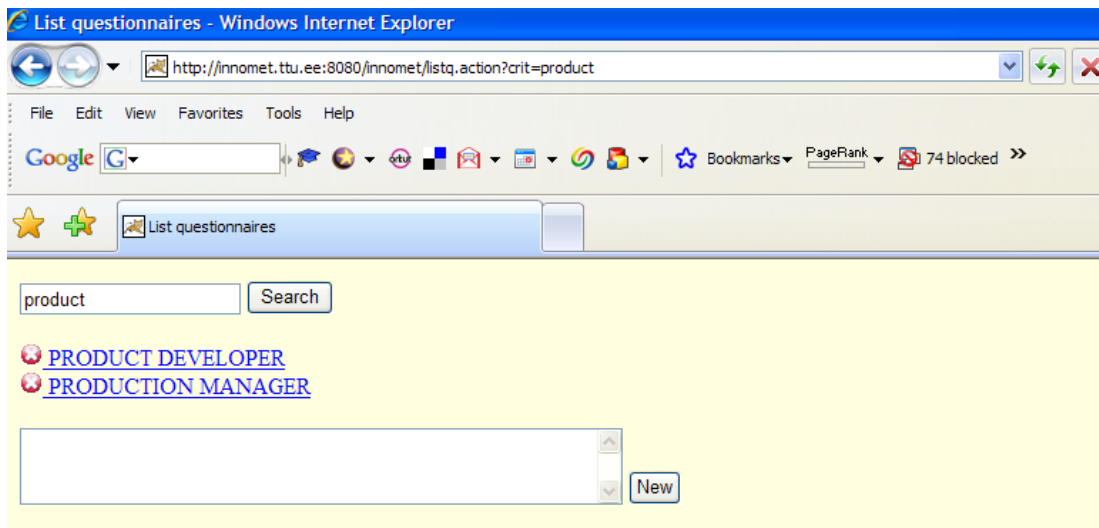 List questionnaires - Windows Internet Explorer
http://innomet.ttu.ee:8080/innomet/listq.action?crit=product
File Edit View Favorites Tools Help
Google G Bookmarks PageRank 74 blocked »
List questionnaires
product Search
PRODUCT DEVELOPER
PRODUCTION MANAGER
New